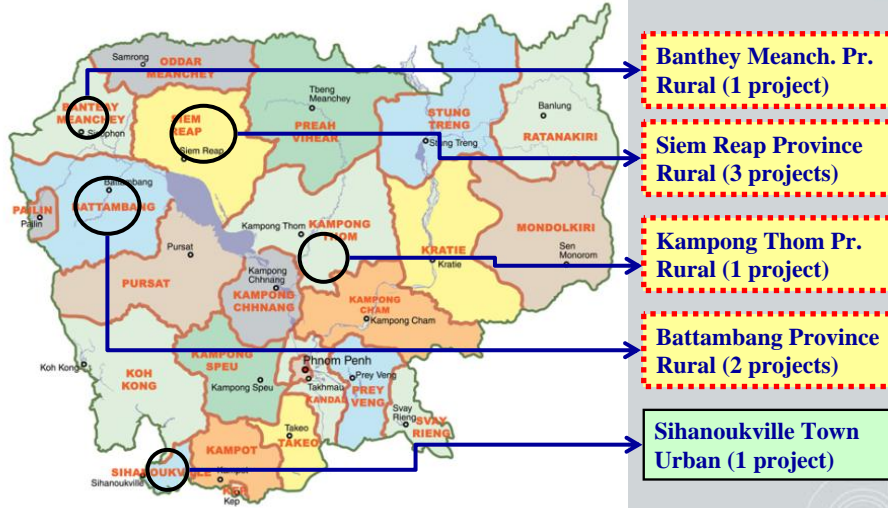 Samrong
ODDAR
MEANCHEY
BANTEAY
MEANCHEY
Sisophon
SIEM
REAP
Siem Reap
Tbeng
Meanchey
PREAH
VIHEAR
STUNG
TRENG
Stung Treng
Banlung
RATANAKIRI
Battambang
BATTAMBANG
PAILIN
Pailin
Pursat
PURSAT
Kampong Thom
KAMPONG
THOM
KRATIE
Kratie
MONDOLKIRI
Sen
Monorom
Kampong
Chhnang
KAMPONG
CHHNANG
KAMPONG
CHAM
Kampong Cham
Koh Kong
KOH
KONG
KAMPONG
SPEU
Kampong Speu
Phnom Penh
Takhmau
KANDAL
Prey Veng
PREY
VENG
Svay
Rieng
SVAY
RIENG
Takeo
TAKEO
KAMPOT
Kampot
SIHANOUKVILLE
Sihanoukville
KEP
Kep
Banthey Meanch. Pr.
Rural (1 project)
Siem Reap Province
Rural (3 projects)
Kampong Thom Pr.
Rural (1 project)
Battambang Province
Rural (2 projects)
Sihanoukville Town
Urban (1 project)